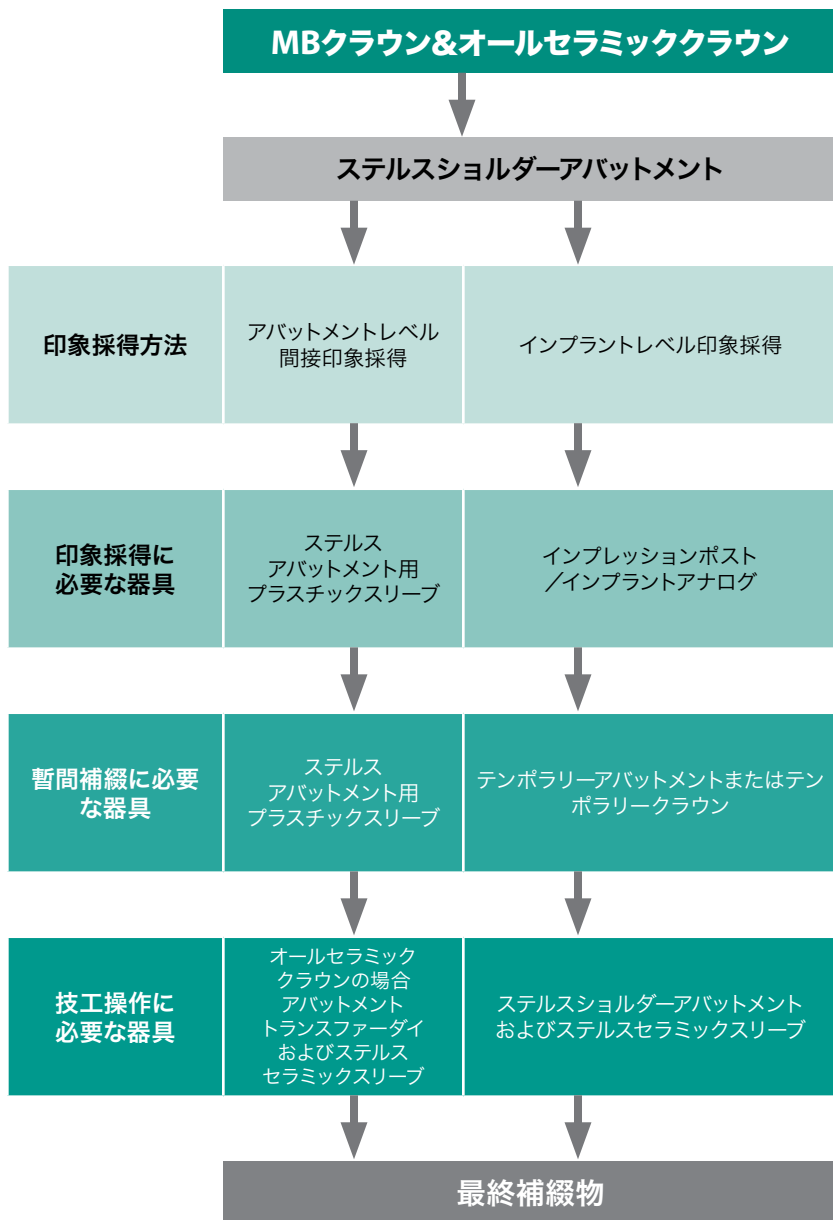 MBクラウン&オールセラミッククラウン
ステルスショルダーアバットメント
印象採得方法
アバットメントレベル
間接印象採得
インプラントレベル印象採得
印象採得に
必要な器具
ステルス
アバットメント用
プラスチックスリーブ
インプレッションポスト
／インプラントアナログ
暫間補綴に必要
な器具
ステルス
アバットメント用
プラスチックスリーブ
テンポラリーアバットメントまたはテン
ポラリークラウン
技工操作に
必要な器具
オールセラミック
クラウンの場合
アバットメント
トランスファーダイ
およびステルス
セラミックスリーブ
ステルスショルダーアバットメント
およびステルスセラミックスリーブ
最終補綴物